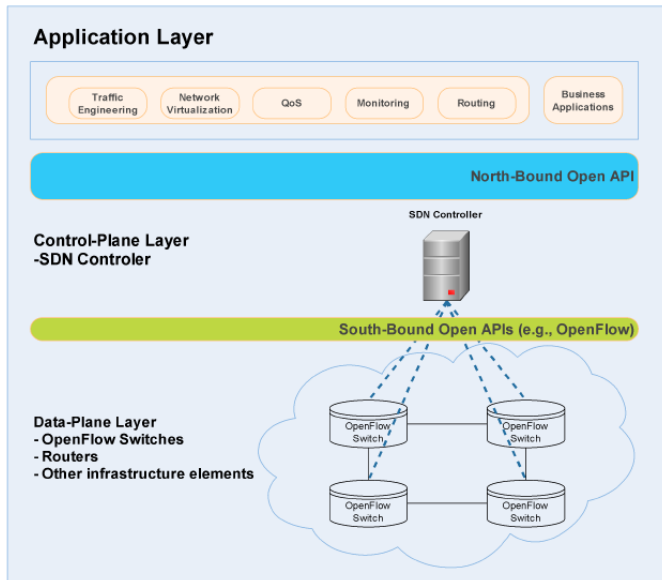 Application Layer
Traffic
Engineering
Network
Virtualization
QoS
Monitoring
Routing
Business
Applications
North-Bound Open API
SDN Controller
Control-Plane Layer
-SDN Controler
South-Bound Open APIs (e.g., OpenFlow)
Data-Plane Layer
- OpenFlow Switches
- Routers
- Other infrastructure elements
OpenFlow
Switch
OpenFlow
Switch
OpenFlow
Switch
OpenFlow
Switch